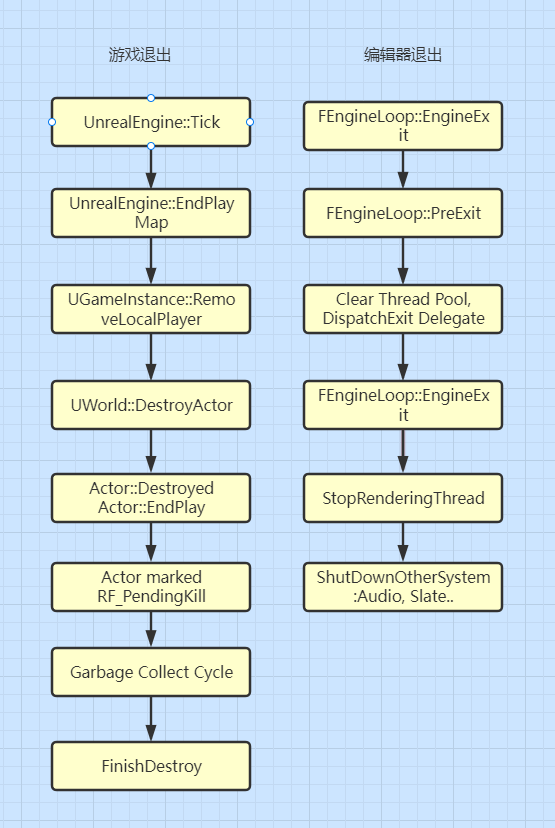 游戏退出
UnrealEngine::Tick
UnrealEngine::EndPlay
Map
UGameInstance::Remo
veLocalPlayer
UWorld::DestroyActor
Actor::Destroyed
Actor::EndPlay
Actor marked
RF_PendingKill
Garbage Collect Cycle
FinishDestroy
编辑器退出
FEngineLoop::EngineEx
it
FEngineLoop::PreExit
Clear Thread Pool,
DispatchExit Delegate
FEngineLoop::EngineEx
it
StopRenderingThread
ShutDownOtherSystem
:Audio, Slate..